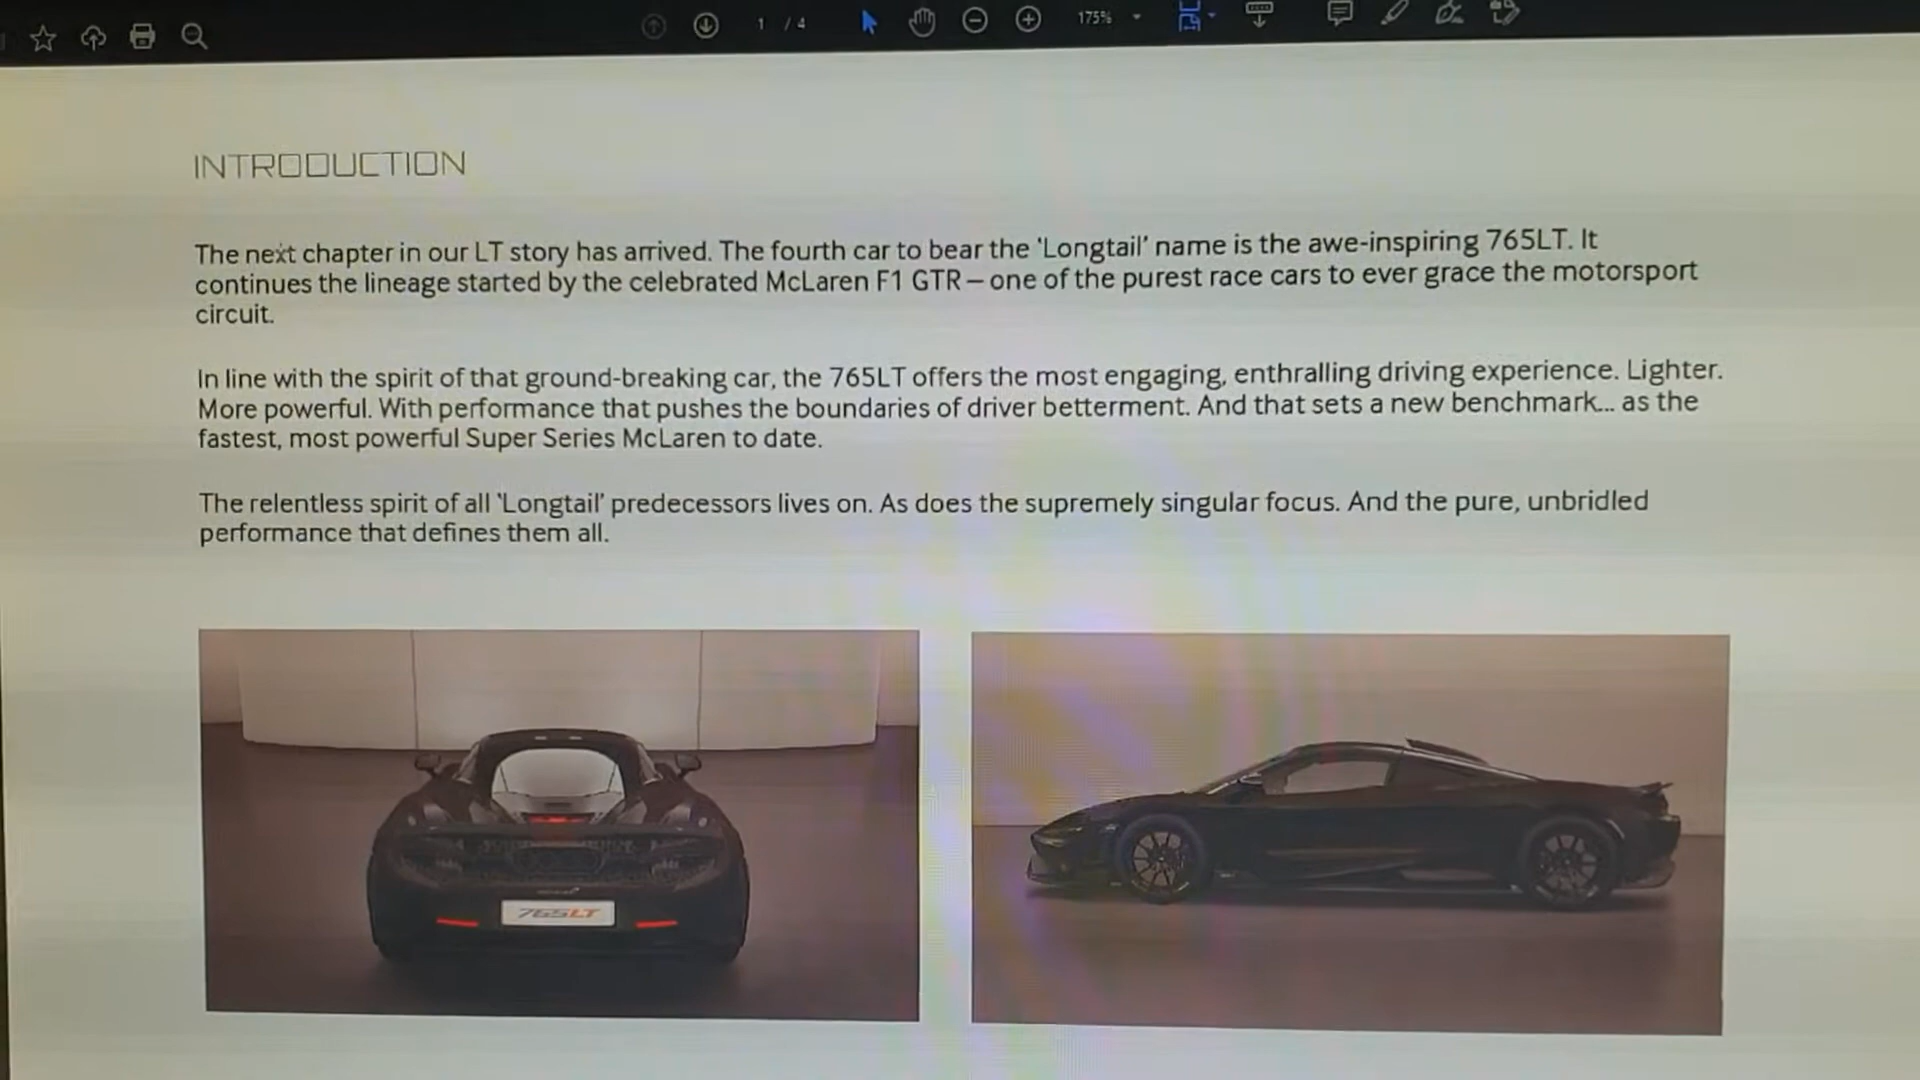 1 / 4
175%
INTRODUCTION
The next chapter in our LT story has arrived. The fourth car to bear the ‘Longtail’ name is the awe-inspiring 765LT. It
continues the lineage started by the celebrated McLaren F1 GTR – one of the purest race cars to ever grace the motorsport
circuit.
In line with the spirit of that ground-breaking car, the 765LT offers the most engaging, enthralling driving experience. Lighter.
More powerful. With performance that pushes the boundaries of driver betterment. And that sets a new benchmark... as the
fastest, most powerful Super Series McLaren to date.
The relentless spirit of all ‘Longtail’ predecessors lives on. As does the supremely singular focus. And the pure, unbridled
performance that defines them all.
765LT